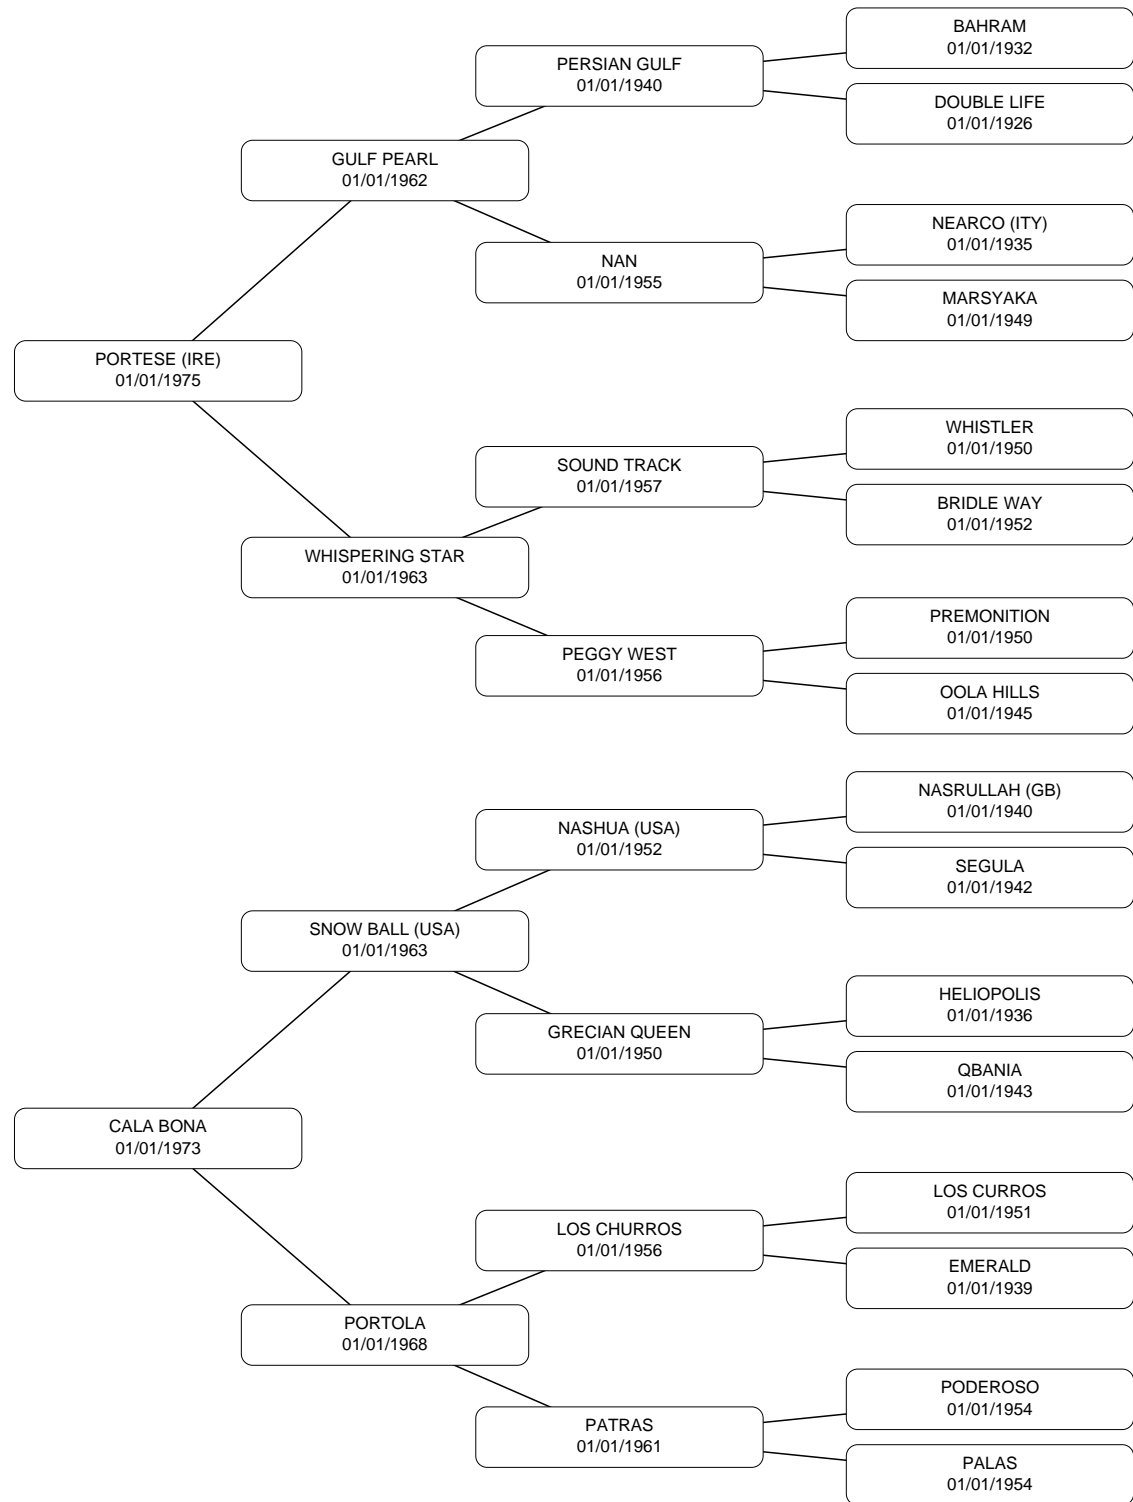 BAHRAM
01/01/1932
PERSIAN GULF
01/01/1940
DOUBLE LIFE
01/01/1926
GULF PEARL
01/01/1962
NEARCO (ITY)
01/01/1935
NAN
01/01/1955
MARSYAKA
01/01/1949
PORTESE (IRE)
01/01/1975
WHISTLER
01/01/1950
SOUND TRACK
01/01/1957
BRIDLE WAY
01/01/1952
WHISPERING STAR
01/01/1963
PREMONITION
01/01/1950
PEGGY WEST
01/01/1956
OOLA HILLS
01/01/1945
NASRULLAH (GB)
01/01/1940
NASHUA (USA)
01/01/1952
SEGULA
01/01/1942
SNOW BALL (USA)
01/01/1963
HELIOPOLIS
01/01/1936
GRECIAN QUEEN
01/01/1950
QBANIA
01/01/1943
CALA BONA
01/01/1973
LOS CURROS
01/01/1951
LOS CHURROS
01/01/1956
EMERALD
01/01/1939
PORTOLA
01/01/1968
PODEROSO
01/01/1954
PATRAS
01/01/1961
PALAS
01/01/1954